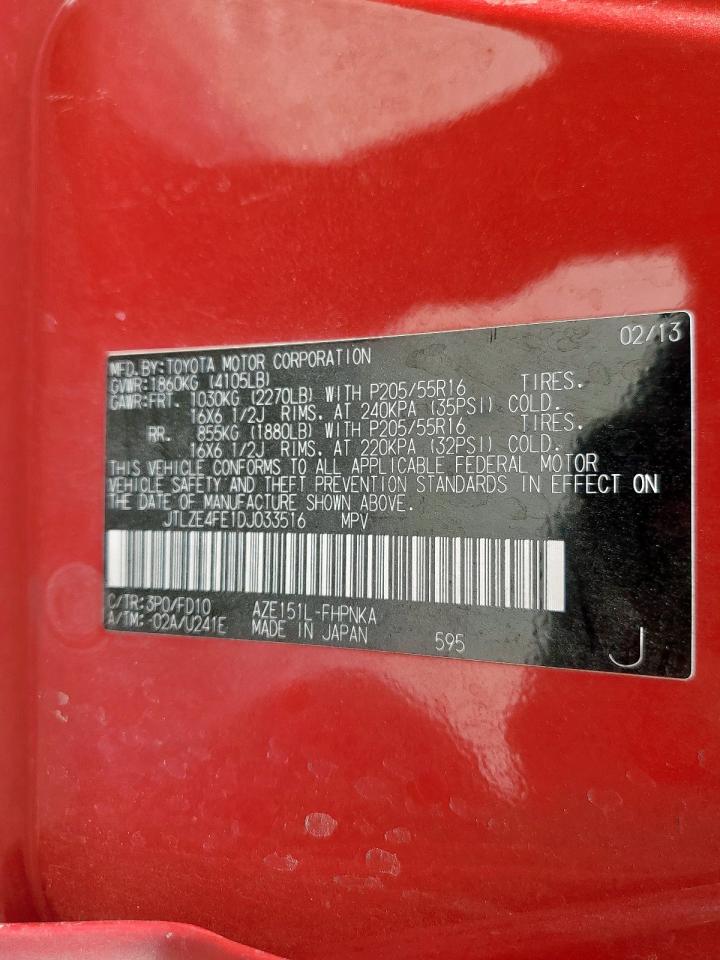 02/13
MFD. BY: TOYOTA MOTOR CORPORATION
GVWR: 1860KG (4105LB)
GAWR: FRT. 1030KG (2270LB) WITH P205/55R16 TIRES.
16X6 1/2J RIMS. AT 240KPA (35PSI) COLD.
RR. 855KG (1880LB) WITH P205/55R16 TIRES.
16X6 1/2J RIMS. AT 220KPA (32PSI) COLD.
THIS VEHICLE CONFORMS TO ALL APPLICABLE FEDERAL MOTOR
VEHICLE SAFETY AND THEFT PREVENTION STANDARDS IN EFFECT ON
THE DATE OF MANUFACTURE SHOWN ABOVE.
JTLZE4FE1DJ033516 MPV
C/TR: 3P0/FD10 AZE151L-FHPNKA
A/TM: -02A/U241E MADE IN JAPAN 595 J